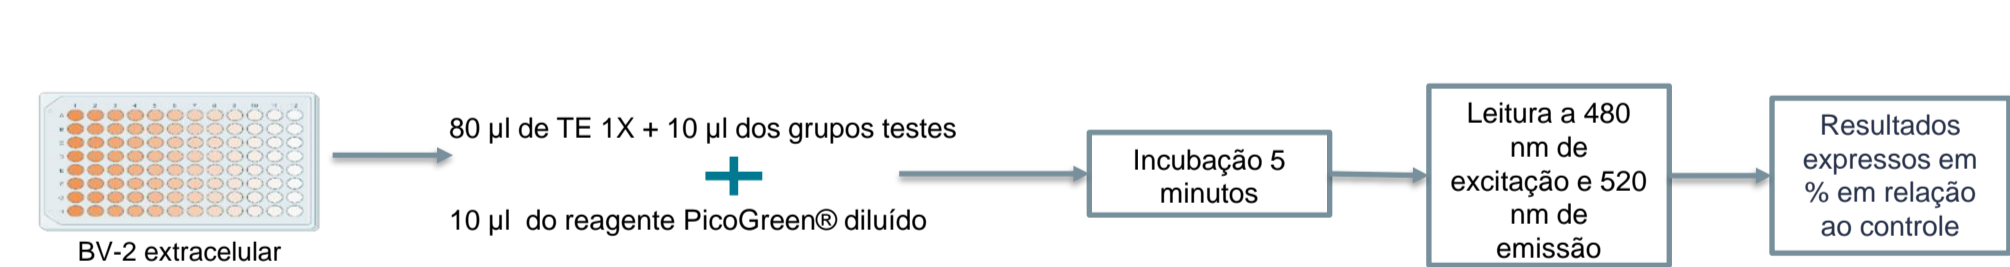 80 µl de TE 1X + 10 µl dos grupos testes
10 µl do reagente PicoGreen® diluído
BV-2 extracelular
Incubação 5
minutos
Leitura a 480
nm de
excitação e 520
nm de
emissão
Resultados
expressos em
% em relação
ao controle